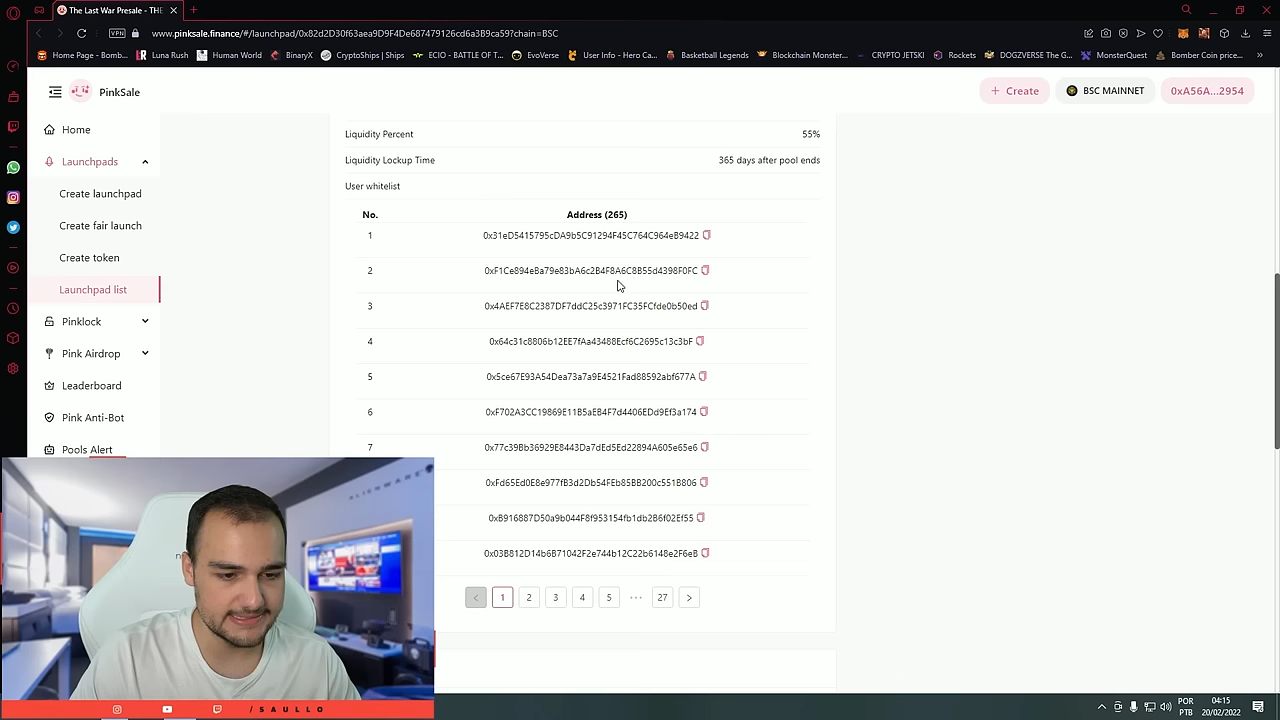 The Last War Presale - THE
www.pinksale.finance/#/launchpad/0x82d2D30f63aea9D9F4De687479126cd6a3B9ca59?chain=BSC
VPN
Home Page - Bomb...
Luna Rush
Human World
BinaryX
CryptoShips | Ships
ECIO - BATTLE OF T...
EvoVerse
User Info - Hero Ca...
Basketball Legends
Blockchain Monster...
CRYPTO JETSKI
Rockets
DOGZVERSE The G...
MonsterQuest
Bomber Coin price...
PinkSale
Create
BSC MAINNET
0xA56A...2954
Home
Launchpads
Create launchpad
Create fair launch
Create token
Launchpad list
Pinklock
Pink Airdrop
Leaderboard
Pink Anti-Bot
Pools Alert
Liquidity Percent 55%
Liquidity Lockup Time 365 days after pool ends
User whitelist
No. Address (265)
1 0x31eD5415795cDA9b5C91294F45C764C964eB9422
2 0xF1Ce894eBa79e83bA6c2B4F8A6C8B55d4398F0FC
3 0x4AEF7E8C2387DF7ddC25c3971FC35FCfde0b50ed
4 0x64c31c8806b12EE7fAa43488Ecf6C2695c13c3bF
5 0x5ce67E93A54Dea73a7a9E4521Fad88592abf677A
6 0xF702A3CC19869E11B5aEB4F7d4406EDd9Ef3a174
7 0x77c39Bb36929E8443Da7dEd5Ed22894A605e65e6
0xFd65Ed0E8e977fB3d2Db54FEb85BB200c551B806
0xB916887D50a9b044F8f953154fb1db2B6f02Ef55
0x03B812D14b6B71042F2e744b12C22b6148e2F6eB
1 2 3 4 5 ••• 27
ALIENWARE
/SAULLO
POR
PTB
04:15
20/02/2022